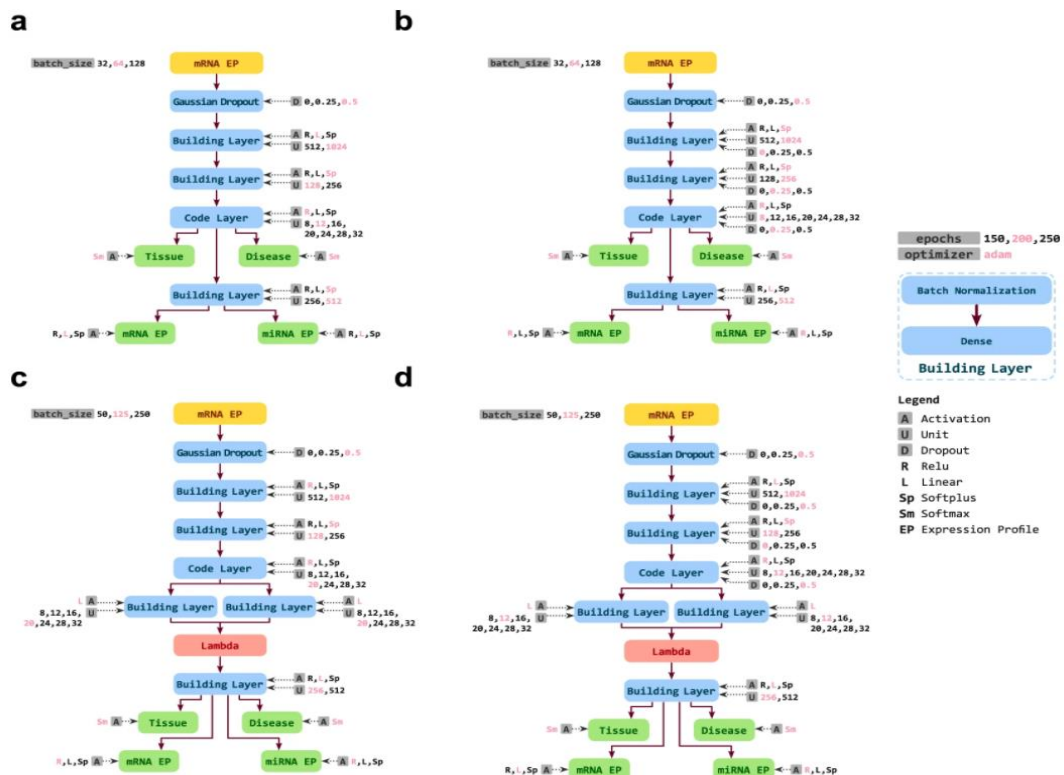 a
batch_size 32,64,128
mRNA EP
Gaussian Dropout
D 0,0.25,0.5
Building Layer
A R,L,Sp
U 512,1024
Building Layer
A R,L,Sp
U 128,256
Code Layer
A R,L,Sp
U 8,12,16,
20,24,28,32
Sm A
Tissue
Disease
A Sm
Building Layer
A R,L,Sp
U 256,512
R,L,Sp A
mRNA EP
miRNA EP
A R,L,Sp
b
batch_size 32,64,128
mRNA EP
Gaussian Dropout
D 0,0.25,0.5
Building Layer
A R,L,Sp
U 512,1024
D 0,0.25,0.5
Building Layer
A R,L,Sp
U 128,256
D 0,0.25,0.5
Code Layer
A R,L,Sp
U 8,12,16,20,24,28,32
D 0,0.25,0.5
Sm A
Tissue
Disease
A Sm
Building Layer
A R,L,Sp
U 256,512
R,L,Sp A
mRNA EP
miRNA EP
A R,L,Sp
epochs 150,200,250
optimizer adam
Batch Normalization
Dense
Building Layer
Legend
A Activation
U Unit
D Dropout
R Relu
L Linear
Sp Softplus
Sm Softmax
EP Expression Profile
c
batch_size 50,125,250
mRNA EP
Gaussian Dropout
D 0,0.25,0.5
Building Layer
A R,L,Sp
U 512,1024
Building Layer
A R,L,Sp
U 128,256
Code Layer
A R,L,Sp
U 8,12,16,
20,24,28,32
L A
8,12,16, U
20,24,28,32
Building Layer
Building Layer
A L
U 8,12,16,
20,24,28,32
Lambda
Building Layer
A R,L,Sp
U 256,512
Sm A
Tissue
Disease
A Sm
R,L,Sp A
mRNA EP
miRNA EP
A R,L,Sp
d
batch_size 50,125,250
mRNA EP
Gaussian Dropout
D 0,0.25,0.5
Building Layer
A R,L,Sp
U 512,1024
D 0,0.25,0.5
Building Layer
A R,L,Sp
U 128,256
D 0,0.25,0.5
Code Layer
A R,L,Sp
U 8,12,16,20,24,28,32
D 0,0.25,0.5
L A
8,12,16, U
20,24,28,32
Building Layer
Building Layer
A L
U 8,12,16,
20,24,28,32
Lambda
Building Layer
A R,L,Sp
U 256,512
Sm A
Tissue
Disease
A Sm
R,L,Sp A
mRNA EP
miRNA EP
A R,L,Sp